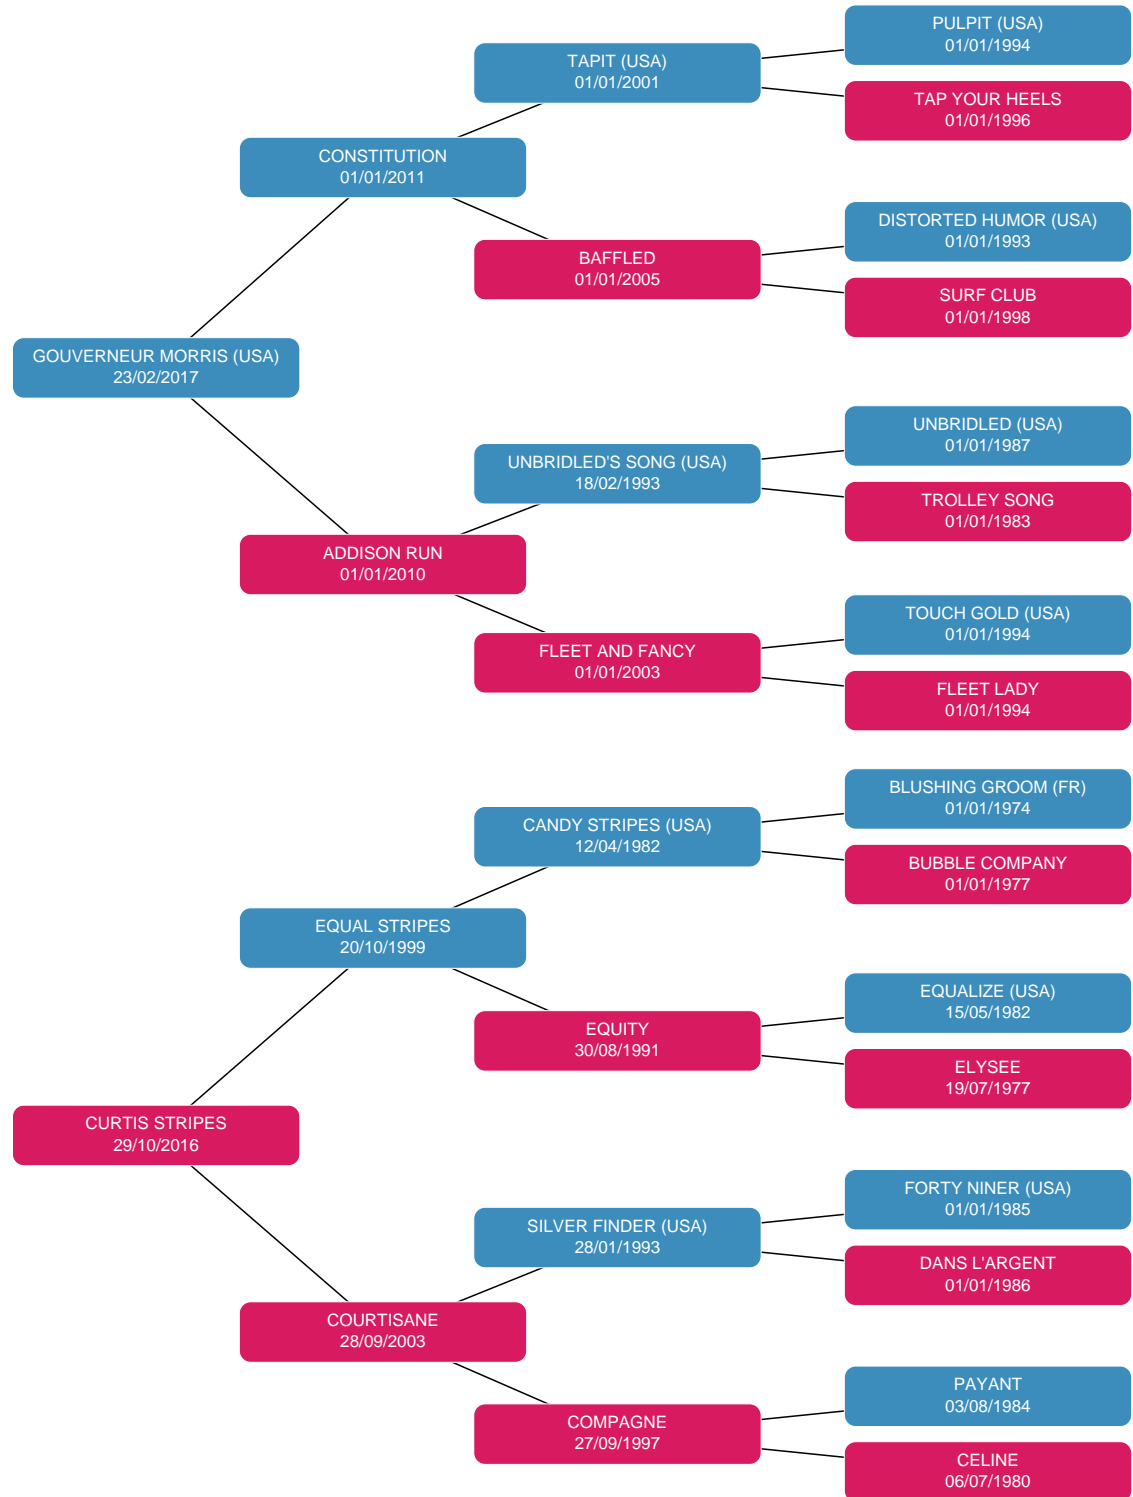 PULPIT (USA)
01/01/1994
TAPIT (USA)
01/01/2001
TAP YOUR HEELS
01/01/1996
CONSTITUTION
01/01/2011
DISTORTED HUMOR (USA)
01/01/1993
BAFFLED
01/01/2005
SURF CLUB
01/01/1998
GOUVERNEUR MORRIS (USA)
23/02/2017
UNBRIDLED (USA)
01/01/1987
UNBRIDLED'S SONG (USA)
18/02/1993
TROLLEY SONG
01/01/1983
ADDISON RUN
01/01/2010
TOUCH GOLD (USA)
01/01/1994
FLEET AND FANCY
01/01/2003
FLEET LADY
01/01/1994
BLUSHING GROOM (FR)
01/01/1974
CANDY STRIPES (USA)
12/04/1982
BUBBLE COMPANY
01/01/1977
EQUAL STRIPES
20/10/1999
EQUALIZE (USA)
15/05/1982
EQUITY
30/08/1991
ELYSEE
19/07/1977
CURTIS STRIPES
29/10/2016
FORTY NINER (USA)
01/01/1985
SILVER FINDER (USA)
28/01/1993
DANS L'ARGENT
01/01/1986
COURTISANE
28/09/2003
PAYANT
03/08/1984
COMPAGNE
27/09/1997
CELINE
06/07/1980